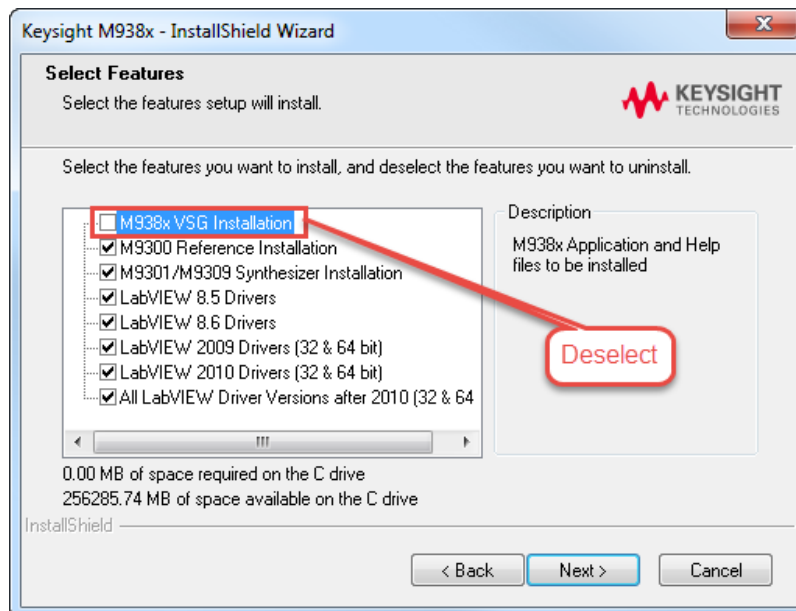 Keysight M938x - InstallShield Wizard
Select Features
Select the features setup will install.
KEYSIGHT
TECHNOLOGIES
Select the features you want to install, and deselect the features you want to uninstall.
M938x VSG Installation
M9300 Reference Installation
M9301/M9309 Synthesizer Installation
LabVIEW 8.5 Drivers
LabVIEW 8.6 Drivers
LabVIEW 2009 Drivers (32 & 64 bit)
LabVIEW 2010 Drivers (32 & 64 bit)
All LabVIEW Driver Versions after 2010 (32 & 64
Description
M938x Application and Help
files to be installed
Deselect
0.00 MB of space required on the C drive
256285.74 MB of space available on the C drive
InstallShield
< Back
Next >
Cancel